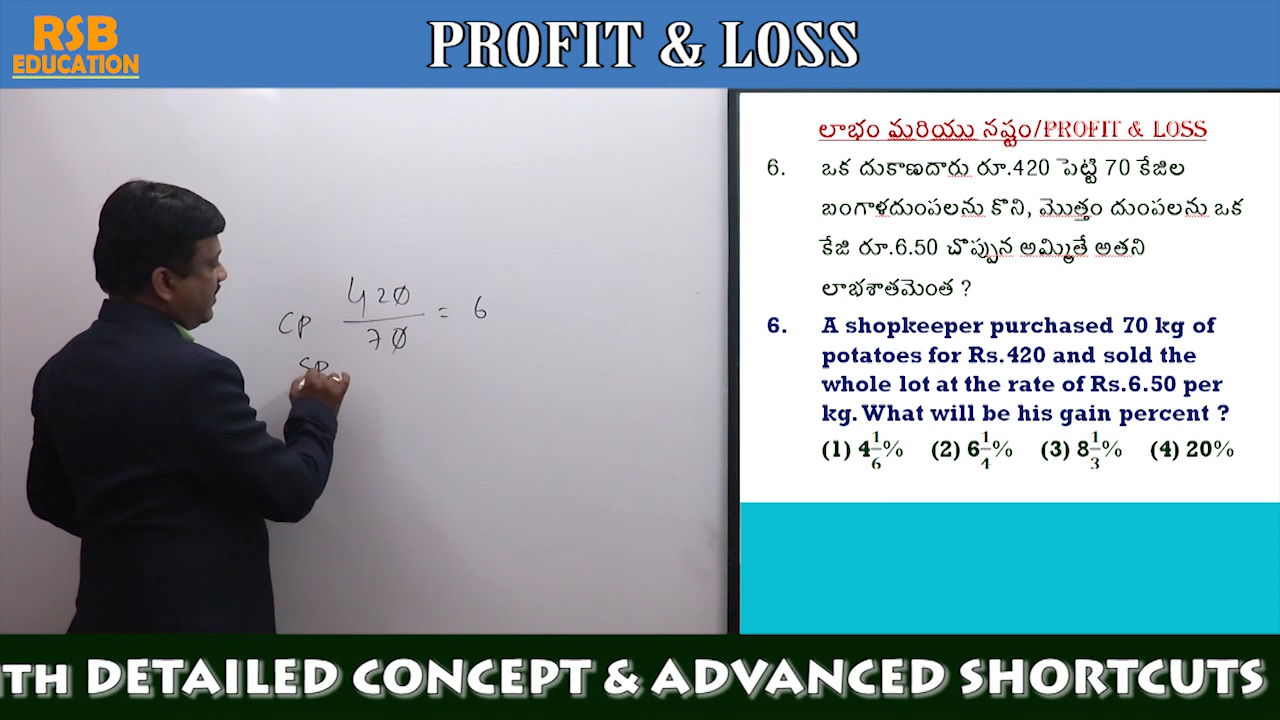 RSB
EDUCATION
PROFIT & LOSS
లాభం మరియు నష్టం/PROFIT & LOSS
6. ఒక దుకాణదారు రూ.420 పెట్టి 70 కేజిల
బంగాళదుంపలను కొని, మొత్తం దుంపలను ఒక
కేజి రూ.6.50 చొప్పున అమ్మితే అతని
లాభశాతమెంత ?
6. A shopkeeper purchased 70 kg of
potatoes for Rs.420 and sold the
whole lot at the rate of Rs.6.50 per
kg. What will be his gain percent ?
(1) 4 1/6% (2) 6 1/4% (3) 8 1/3% (4) 20%
CP 420/70 = 6
SP
ITH DETAILED CONCEPT & ADVANCED SHORTCUTS